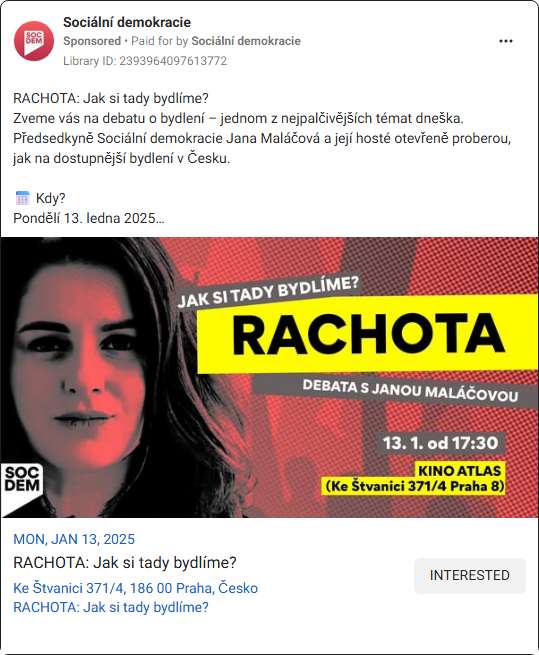 Sociální demokracie
Sponsored • Paid for by Sociální demokracie
Library ID: 2393964097613772
RACHOTA: Jak si tady bydlíme?
Zveme vás na debatu o bydlení – jednom z nejpalčivějších témat dneška.
Předsedkyně Sociální demokracie Jana Maláčová a její hosté otevřeně proberou,
jak na dostupnější bydlení v Česku.
Kdy?
Pondělí 13. ledna 2025...
JAK SI TADY BYDLÍME?
RACHOTA
DEBATA S JANOU MALÁČOVOU
13. 1. od 17:30
KINO ATLAS
(Ke Štvanici 371/4 Praha 8)
SOC
DEM
MON, JAN 13, 2025
RACHOTA: Jak si tady bydlíme?
Ke Štvanici 371/4, 186 00 Praha, Česko
RACHOTA: Jak si tady bydlíme?
INTERESTED